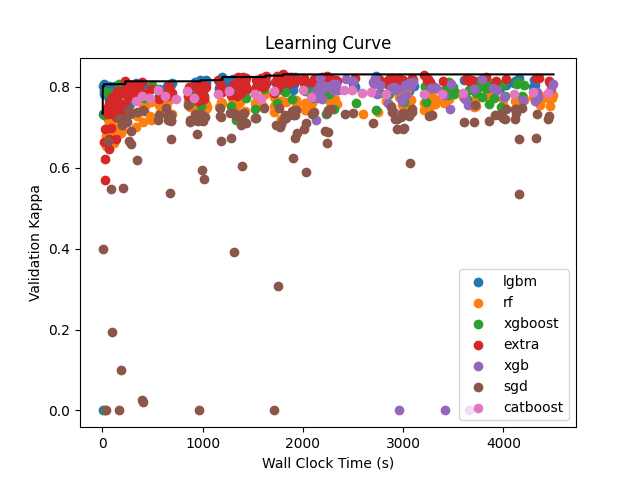 Learning Curve
Validation Kappa
0.8
0.6
0.4
0.2
0.0
lgbm
rf
xgboost
extra
xgb
sgd
catboost
0 1000 2000 3000 4000
Wall Clock Time (s)